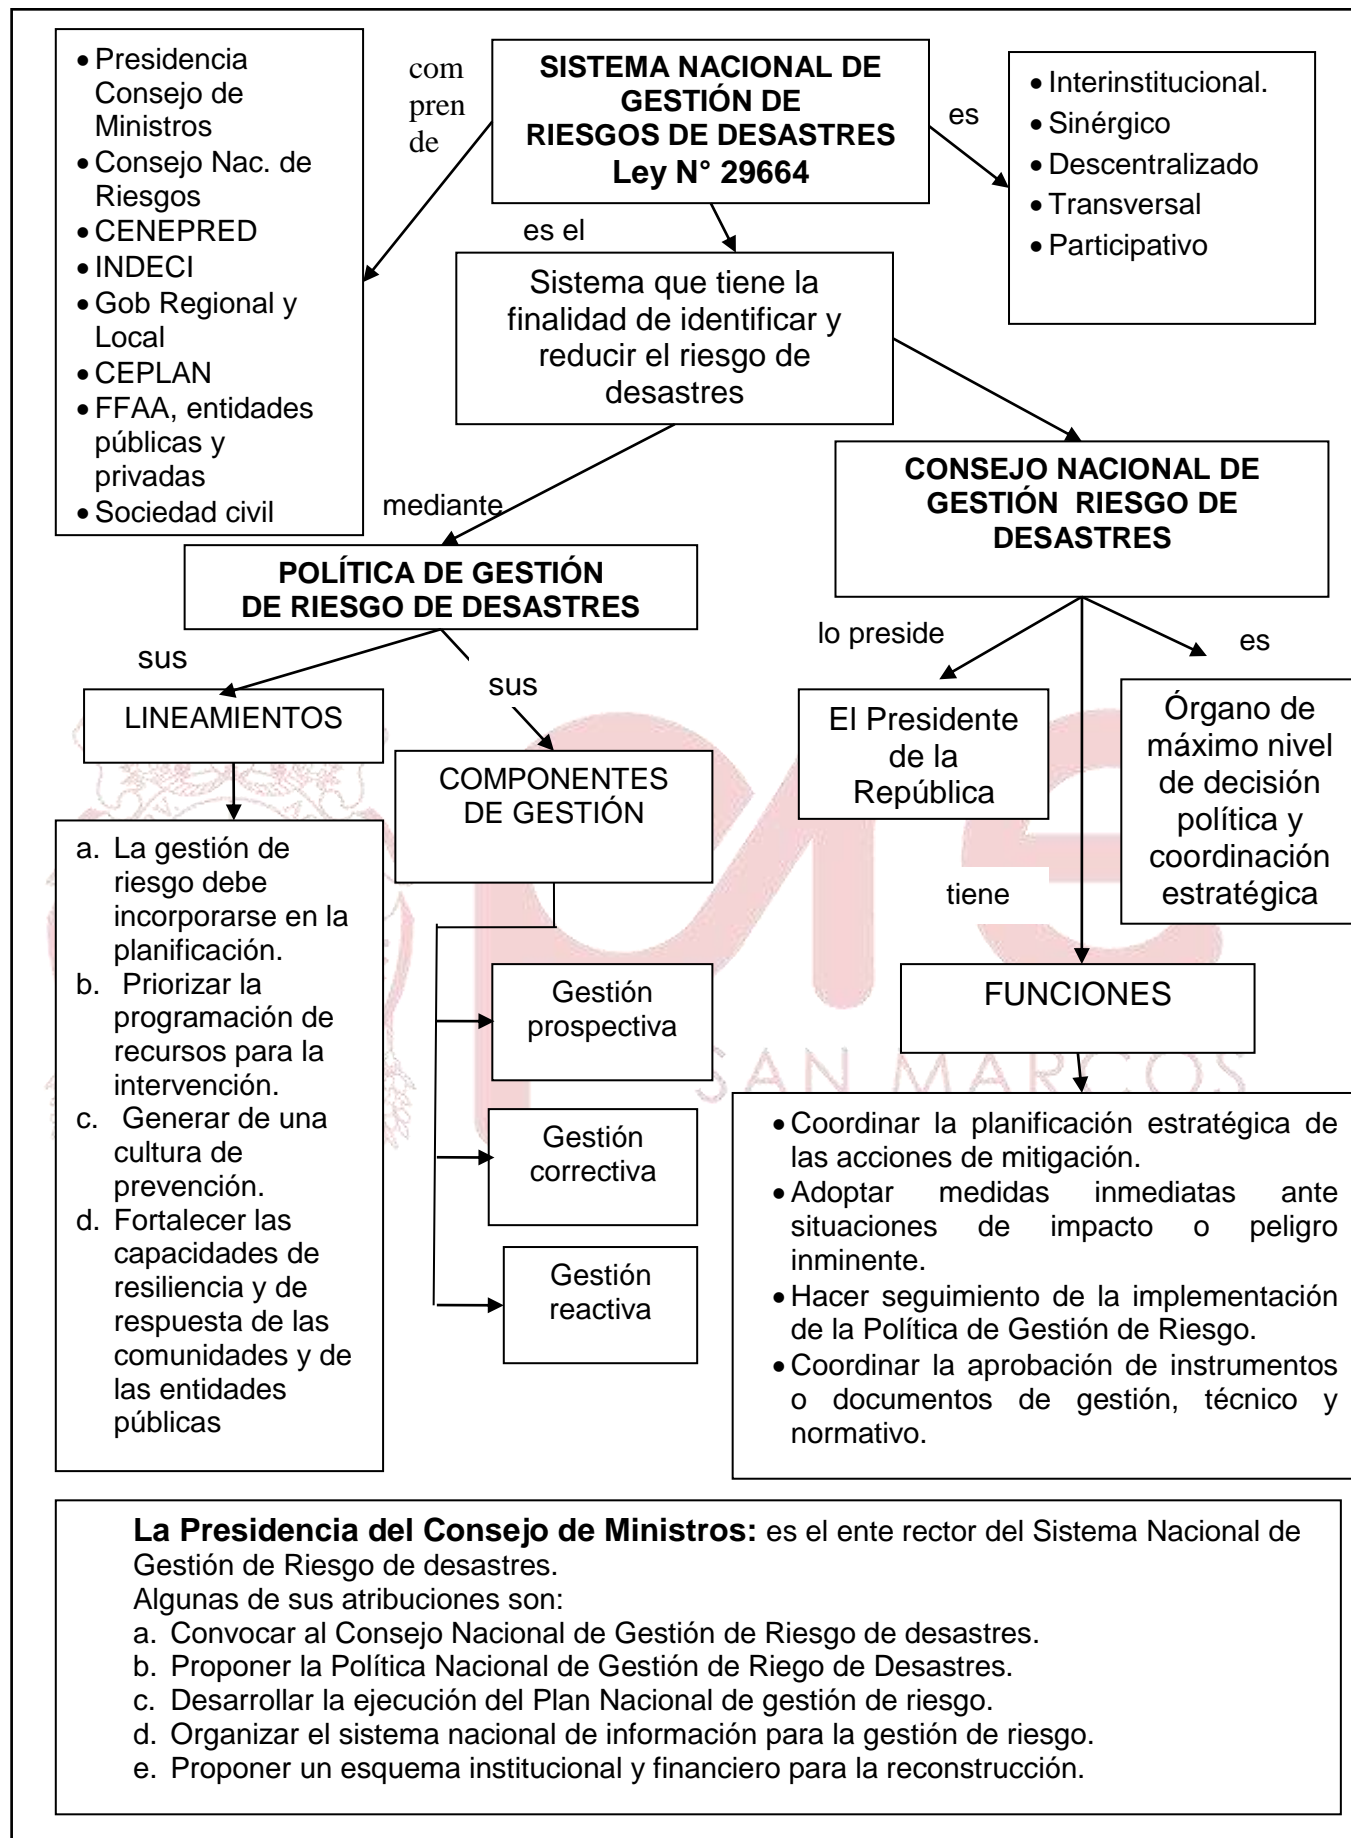 • Presidencia
Consejo de
Ministros
• Consejo Nac. de
Riesgos
• CENEPRED
• INDECI
• Gob Regional y
Local
• CEPLAN
• FFAA, entidades
públicas y
privadas
• Sociedad civil
com
pren
de
SISTEMA NACIONAL DE
GESTIÓN DE
RIESGOS DE DESASTRES
Ley N° 29664
es
• Interinstitucional.
• Sinérgico
• Descentralizado
• Transversal
• Participativo
es el
Sistema que tiene la
finalidad de identificar y
reducir el riesgo de
desastres
mediante
POLÍTICA DE GESTIÓN
DE RIESGO DE DESASTRES
CONSEJO NACIONAL DE
GESTIÓN RIESGO DE
DESASTRES
sus
LINEAMIENTOS
sus
COMPONENTES
DE GESTIÓN
lo preside
El Presidente
de la
República
es
Órgano de
máximo nivel
de decisión
política y
coordinación
estratégica
tiene
FUNCIONES
a. La gestión de
riesgo debe
incorporarse en la
planificación.
b. Priorizar la
programación de
recursos para la
intervención.
c. Generar de una
cultura de
prevención.
d. Fortalecer las
capacidades de
resiliencia y de
respuesta de las
comunidades y de
las entidades
públicas
Gestión
prospectiva
Gestión
correctiva
Gestión
reactiva
SAN MARCOS
• Coordinar la planificación estratégica de
las acciones de mitigación.
• Adoptar medidas inmediatas ante
situaciones de impacto o peligro
inminente.
• Hacer seguimiento de la implementación
de la Política de Gestión de Riesgo.
• Coordinar la aprobación de instrumentos
o documentos de gestión, técnico y
normativo.
La Presidencia del Consejo de Ministros: es el ente rector del Sistema Nacional de
Gestión de Riesgo de desastres.
Algunas de sus atribuciones son:
a. Convocar al Consejo Nacional de Gestión de Riesgo de desastres.
b. Proponer la Política Nacional de Gestión de Riego de Desastres.
c. Desarrollar la ejecución del Plan Nacional de gestión de riesgo.
d. Organizar el sistema nacional de información para la gestión de riesgo.
e. Proponer un esquema institucional y financiero para la reconstrucción.